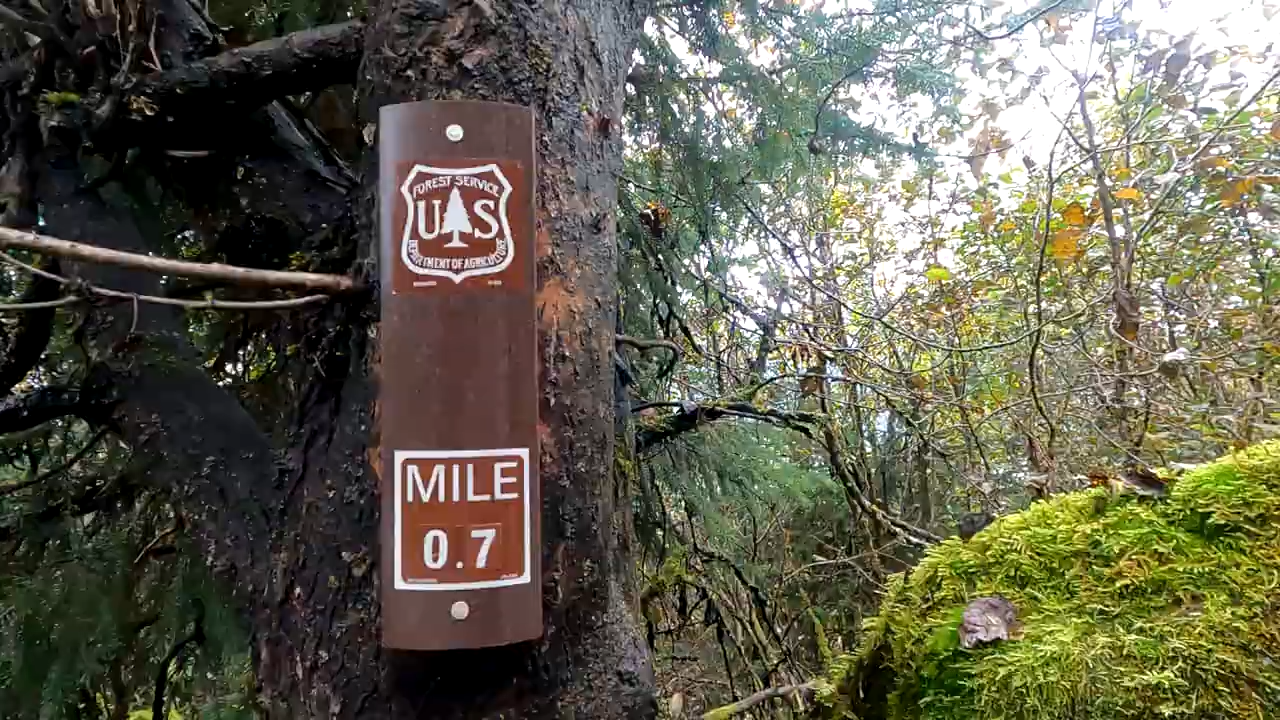 FOREST SERVICE
U S
DEPARTMENT OF AGRICULTURE
MILE
0.7